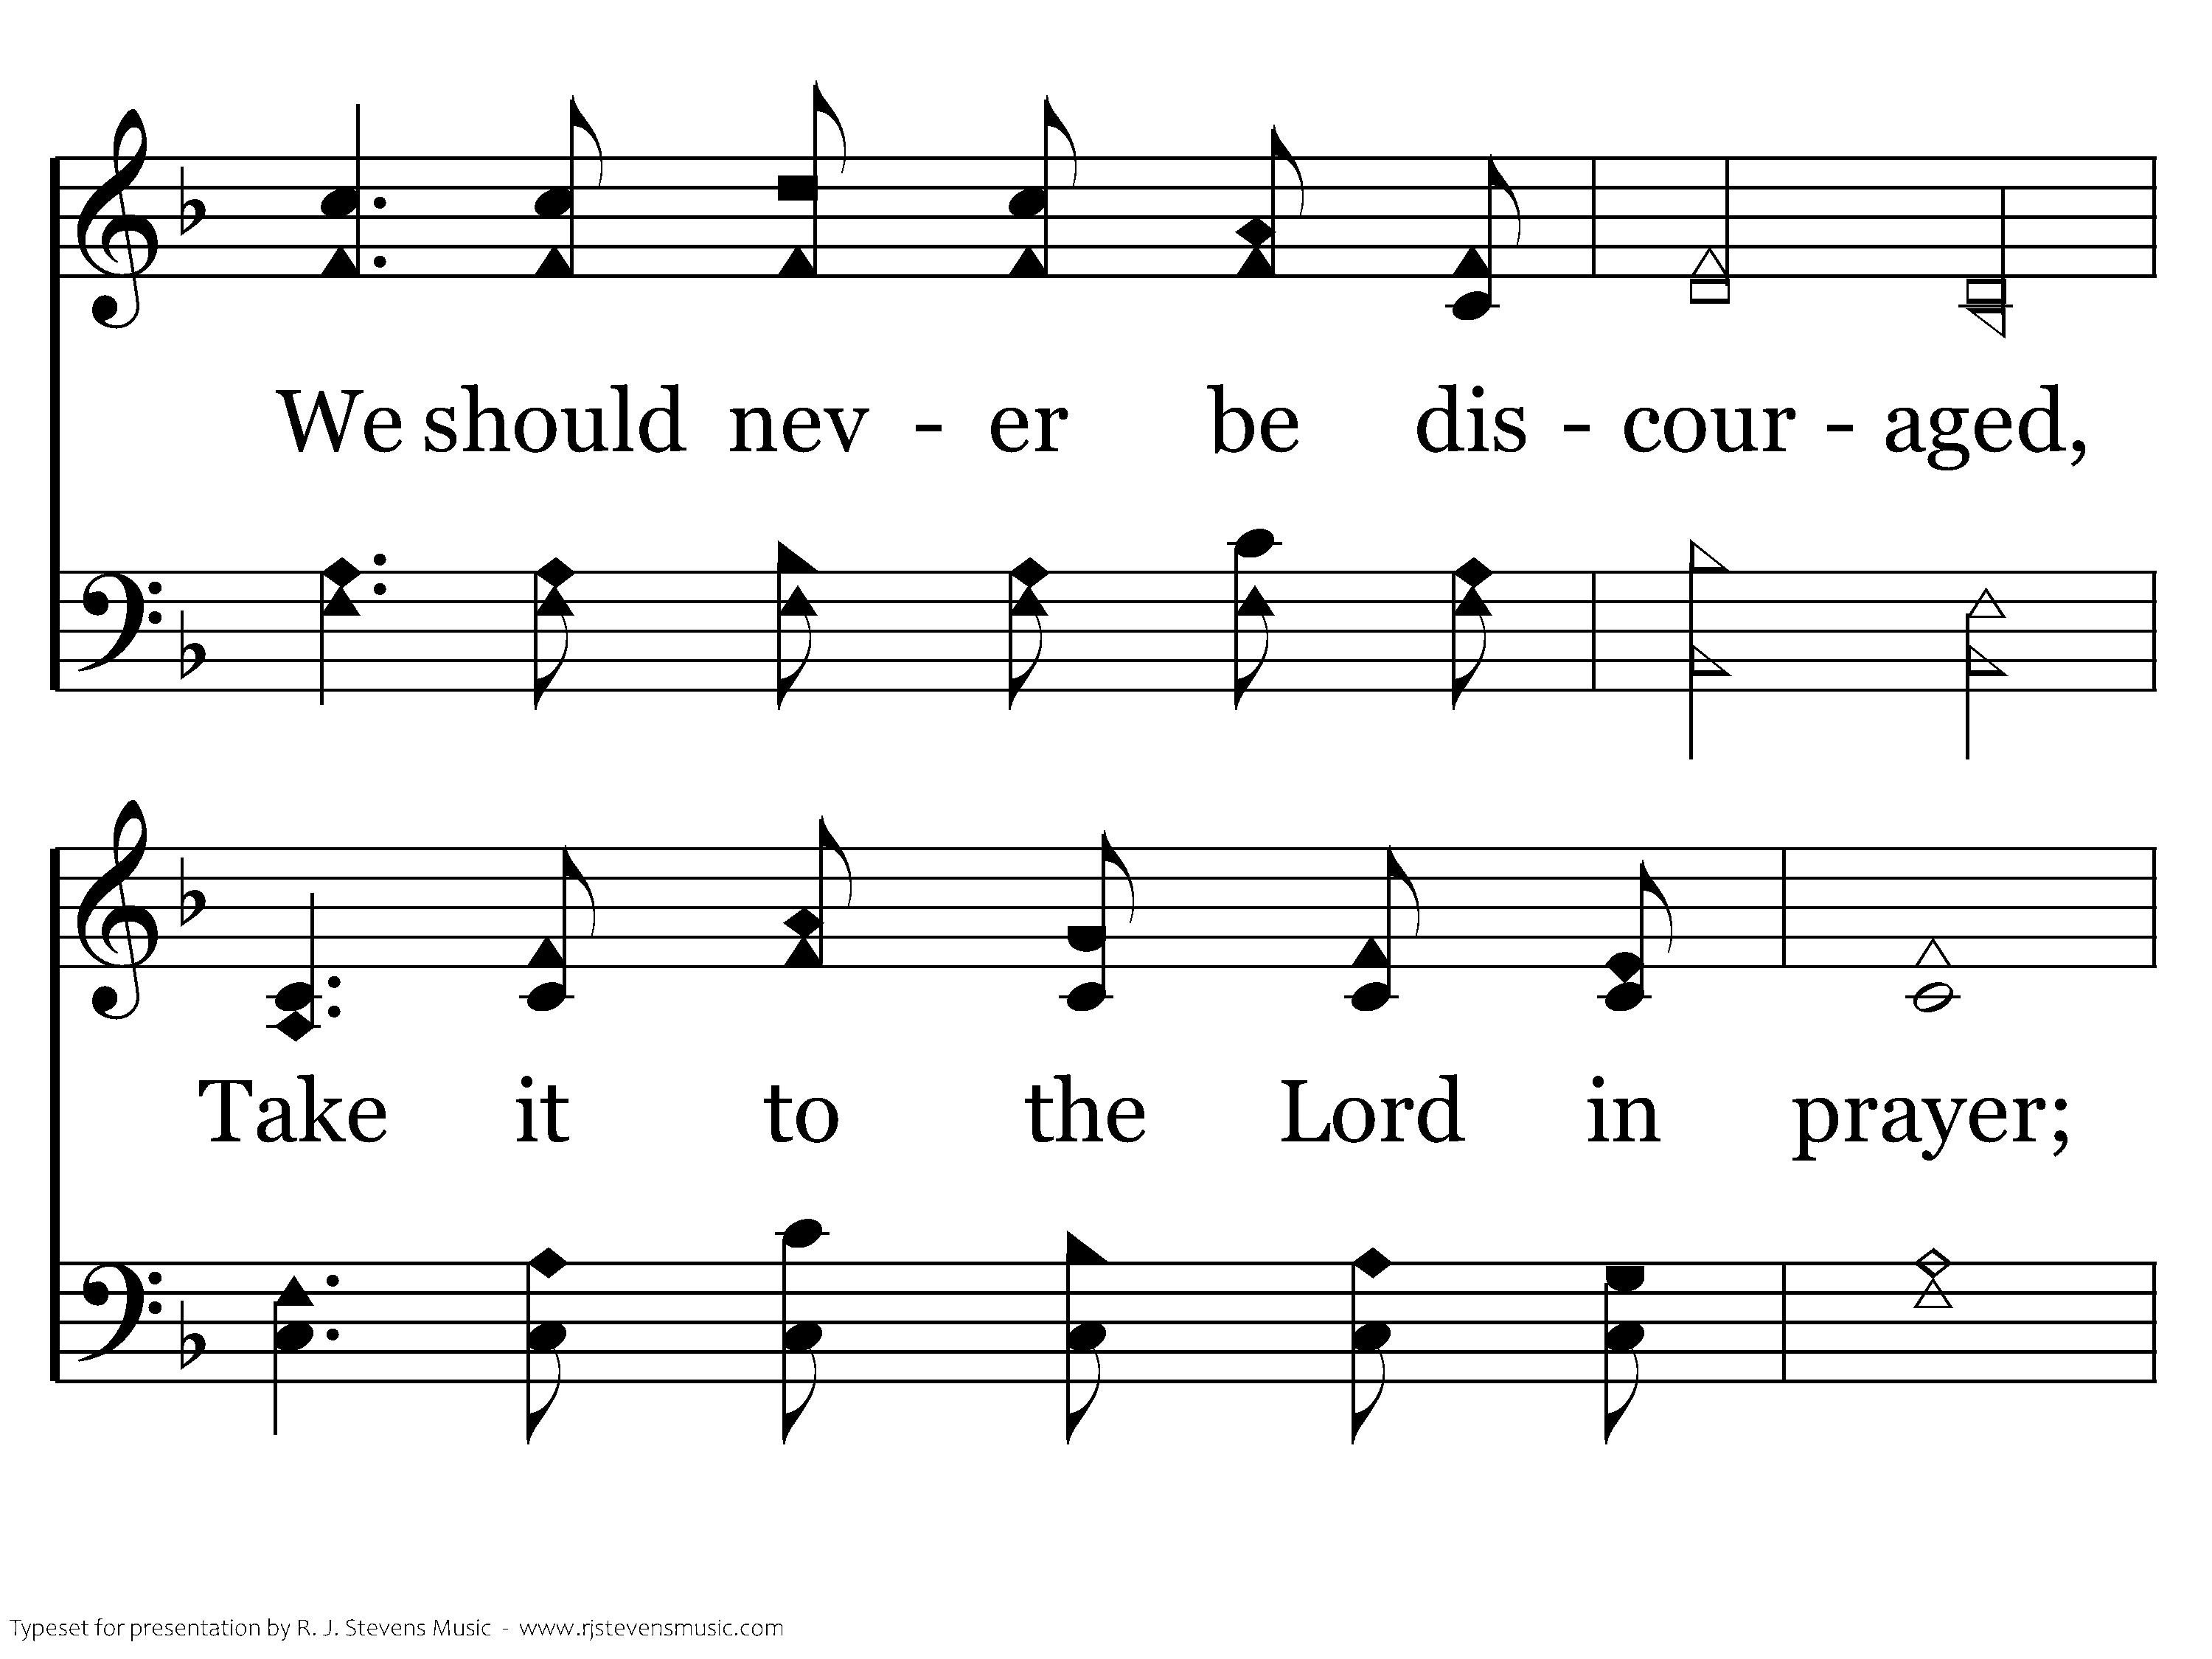 We should nev - er be dis - cour - aged,
Take it to the Lord in prayer;
Typeset for presentation by R. J. Stevens Music - www.rjstevensmusic.com